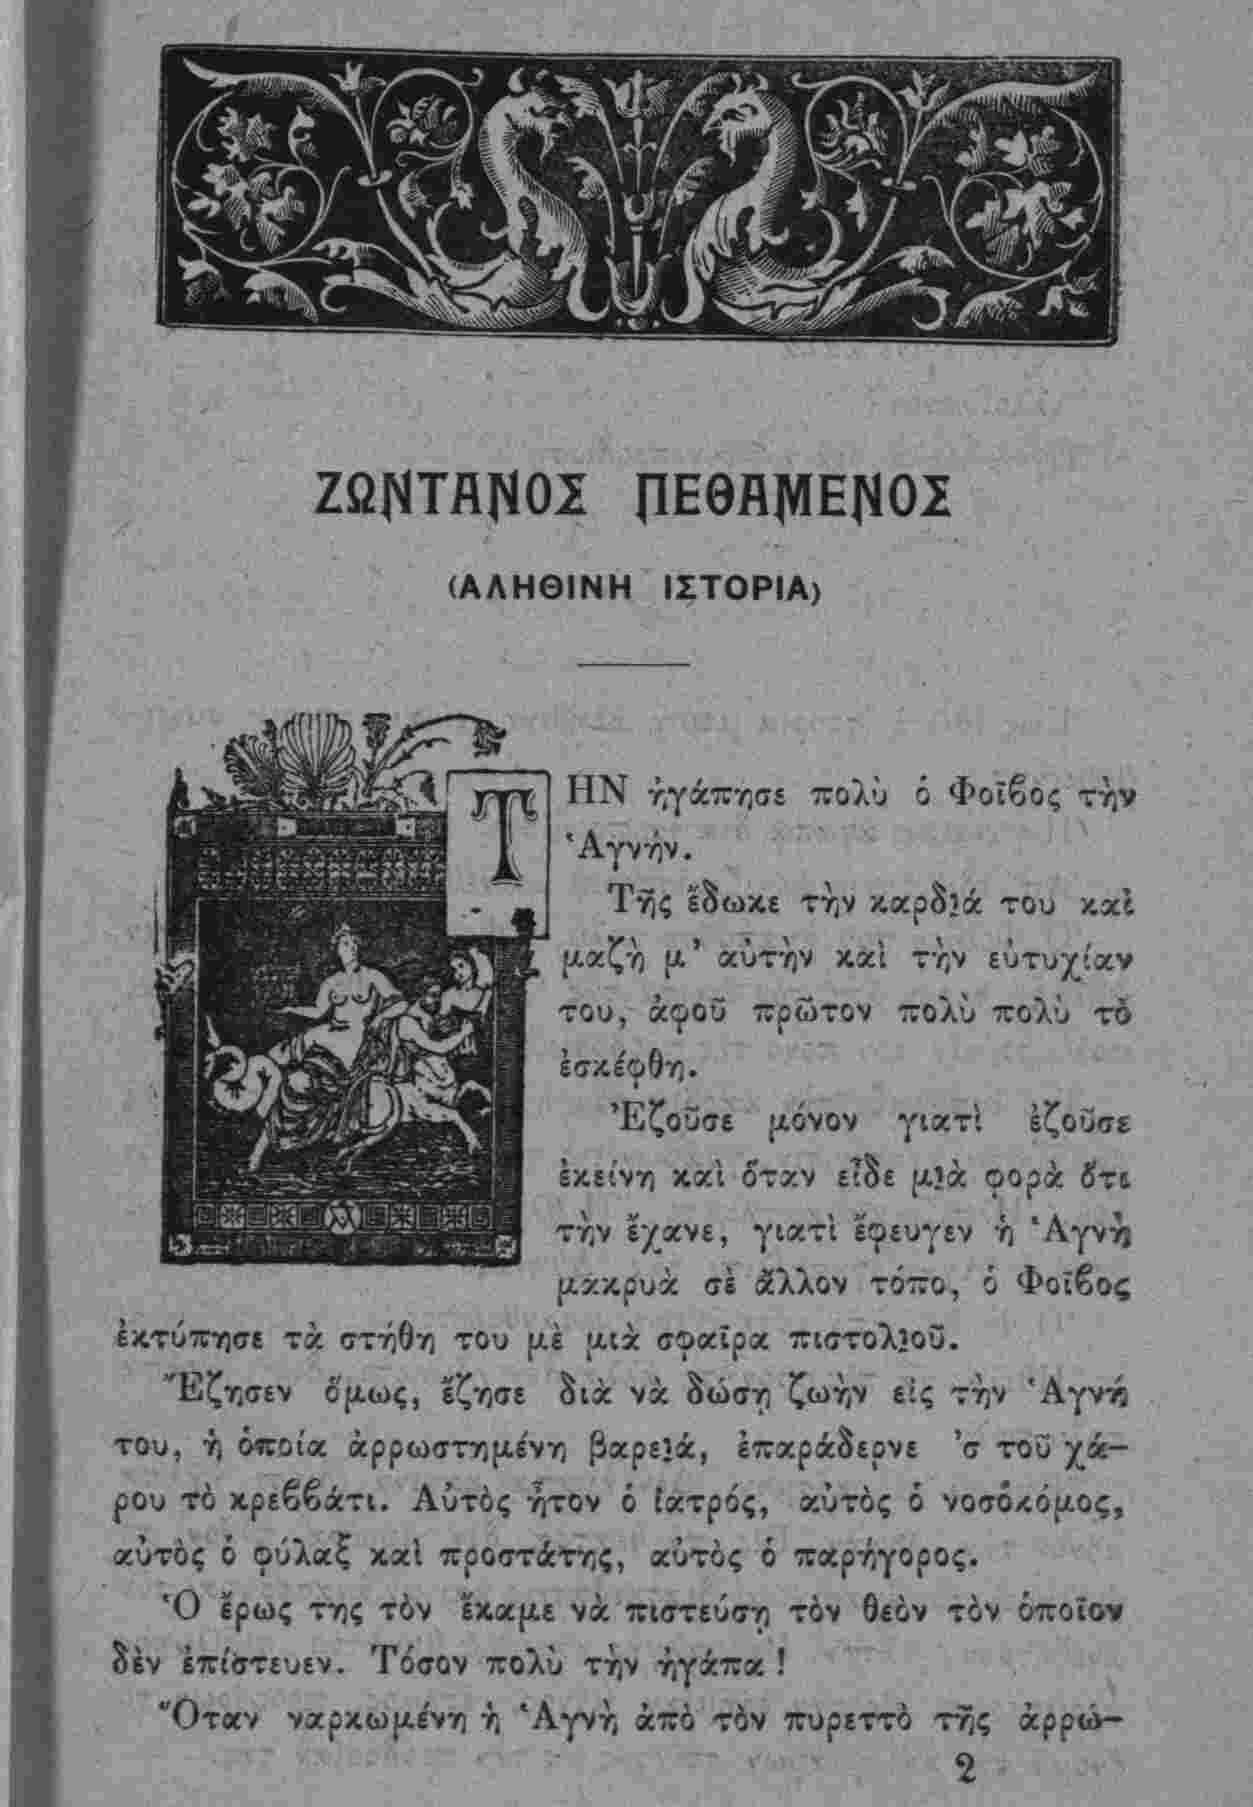 ΖΩΝΤΑΝΟΣ ΠΕΘΑΜΕΝΟΣ
(ΑΛΗΘΙΝΗ ΙΣΤΟΡΙΑ)
ΤΗΝ ἠγάπησε πολὺ ὁ Φοῖβος τὴν
Ἁγνήν.
Τῆς ἔδωκε τὴν καρδιά του καὶ
μαζὴ μ’ αὐτὴν καὶ τὴν εὐτυχίαν
του, ἀφοῦ πρῶτον πολὺ πολὺ τὸ
ἐσκέφθη.
Ἐζοῦσε μόνον γιατὶ ἐζοῦσε
ἐκείνη καὶ ὅταν εἶδε μιὰ φορὰ ὅτι
τὴν ἔχανε, γιατὶ ἔφευγεν ἡ Ἁγνὴ
μακρυὰ σὲ ἄλλον τόπο, ὁ Φοῖβος
ἐκτύπησε τὰ στήθη του μὲ μιὰ σφαῖρα πιστολιοῦ.
Ἔζησεν ὅμως, ἔζησε διὰ νὰ δώσῃ ζωὴν εἰς τὴν Ἁγνή
του, ἡ ὁποία ἀρρωστημένη βαρειά, ἐπαράδερνε ’σ τοῦ χά-
ρου τὸ κρεββάτι. Αὐτὸς ἦτον ὁ ἰατρός, αὐτὸς ὁ νοσοκόμος,
αὐτὸς ὁ φύλαξ καὶ προστάτης, αὐτὸς ὁ παρήγορος.
Ὁ ἔρως της τὸν ἔκαμε νὰ πιστεύσῃ τὸν θεὸν τὸν ὁποῖον
δὲν ἐπίστευεν. Τόσον πολὺ τὴν ἠγάπα !
Ὅταν ναρκωμένη ἡ Ἁγνὴ ἀπὸ τὸν πυρεττὸ τῆς ἀρρώ-
2